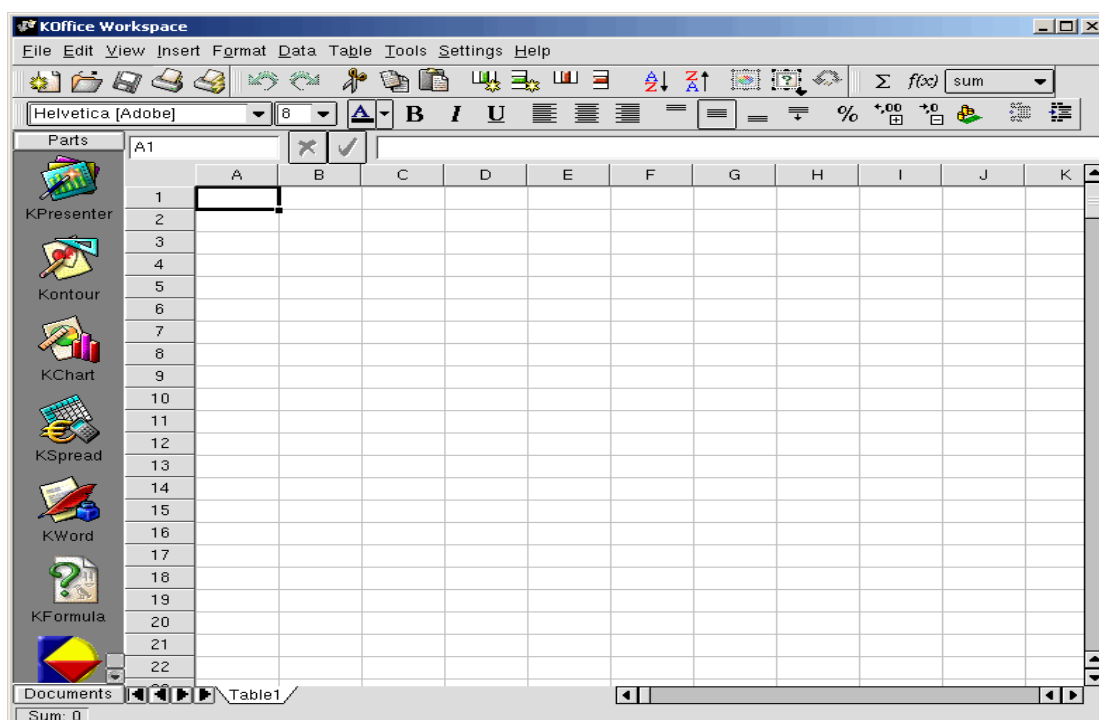 KOffice Workspace
File Edit View Insert Format Data Table Tools Settings Help
Σ f(x) sum
Helvetica [Adobe] 8 A B I U % +,00 +,0
Parts A1
A B C D E F G H I J K
1
KPresenter 2
3
4
5
Kontour
6
7
8
KChart 9
10
11
12
KSpread
13
14
15
KWord 16
17
18
19
KFormula 20
21
22
Documents Table1
Sum: 0